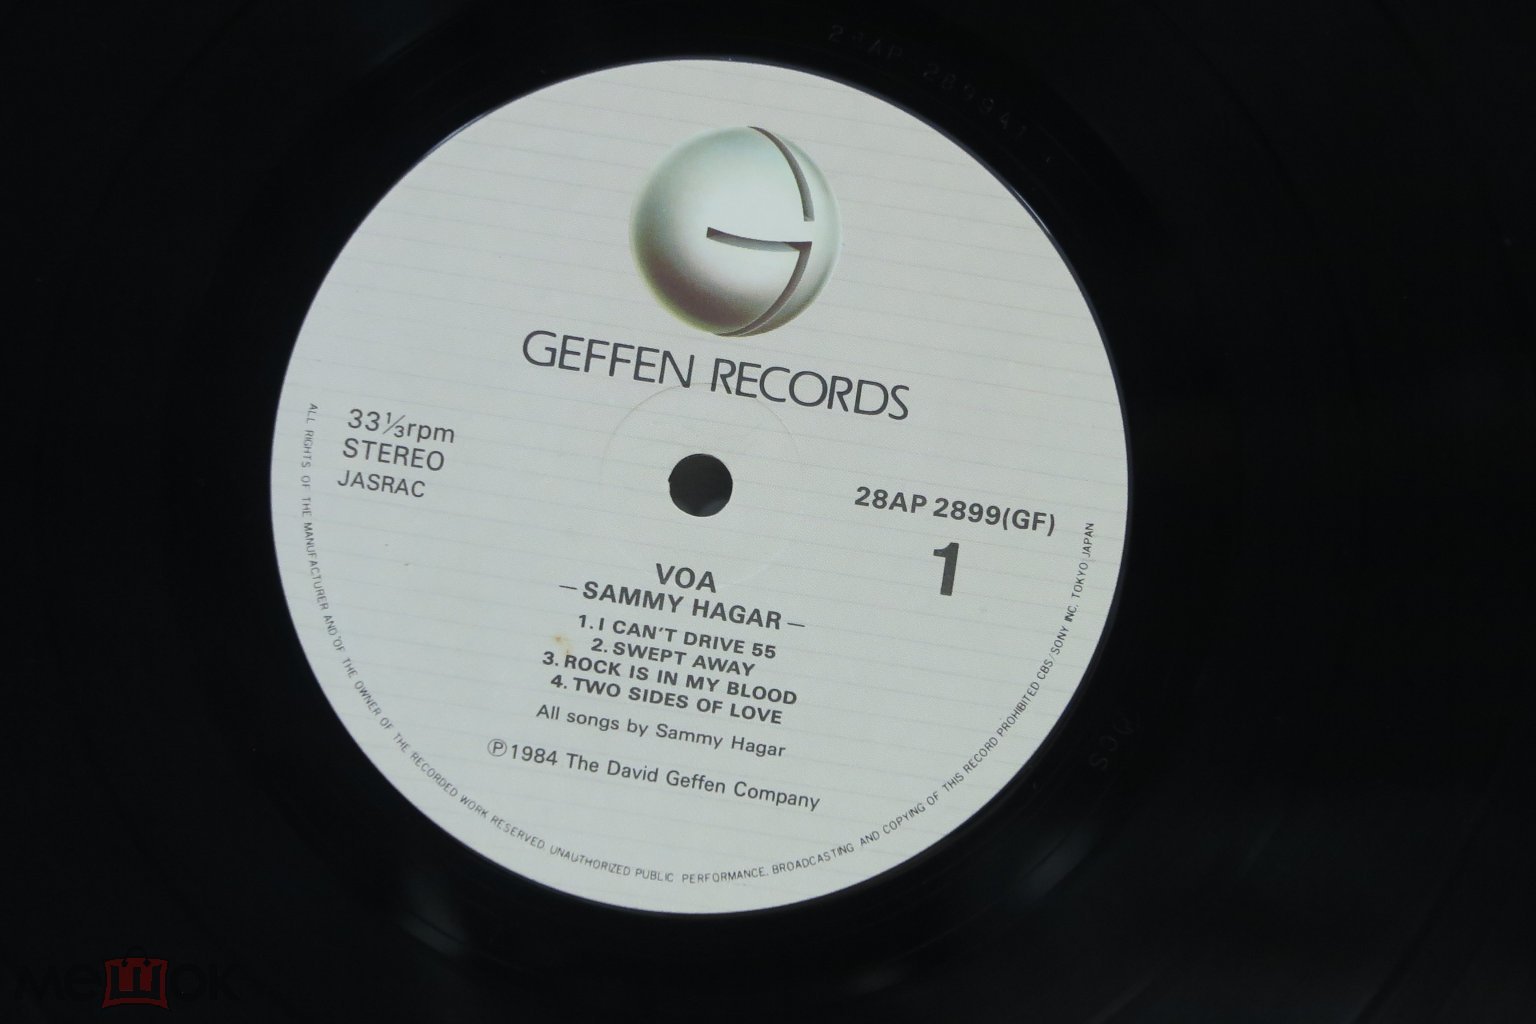 GEFFEN RECORDS
33⅓rpm
STEREO
JASRAC
28AP 2899(GF)
1
VOA
—SAMMY HAGAR—
1. I CAN'T DRIVE 55
2. SWEPT AWAY
3. ROCK IS IN MY BLOOD
4. TWO SIDES OF LOVE
All songs by Sammy Hagar
Ⓟ1984 The David Geffen Company
ALL RIGHTS OF THE MANUFACTURER AND OF THE OWNER OF THE RECORDED WORK RESERVED. UNAUTHORIZED PUBLIC PERFORMANCE. BROADCASTING AND COPYING OF THIS RECORD PROHIBITED CBS/SONY INC. TOKYO JAPAN
мешок